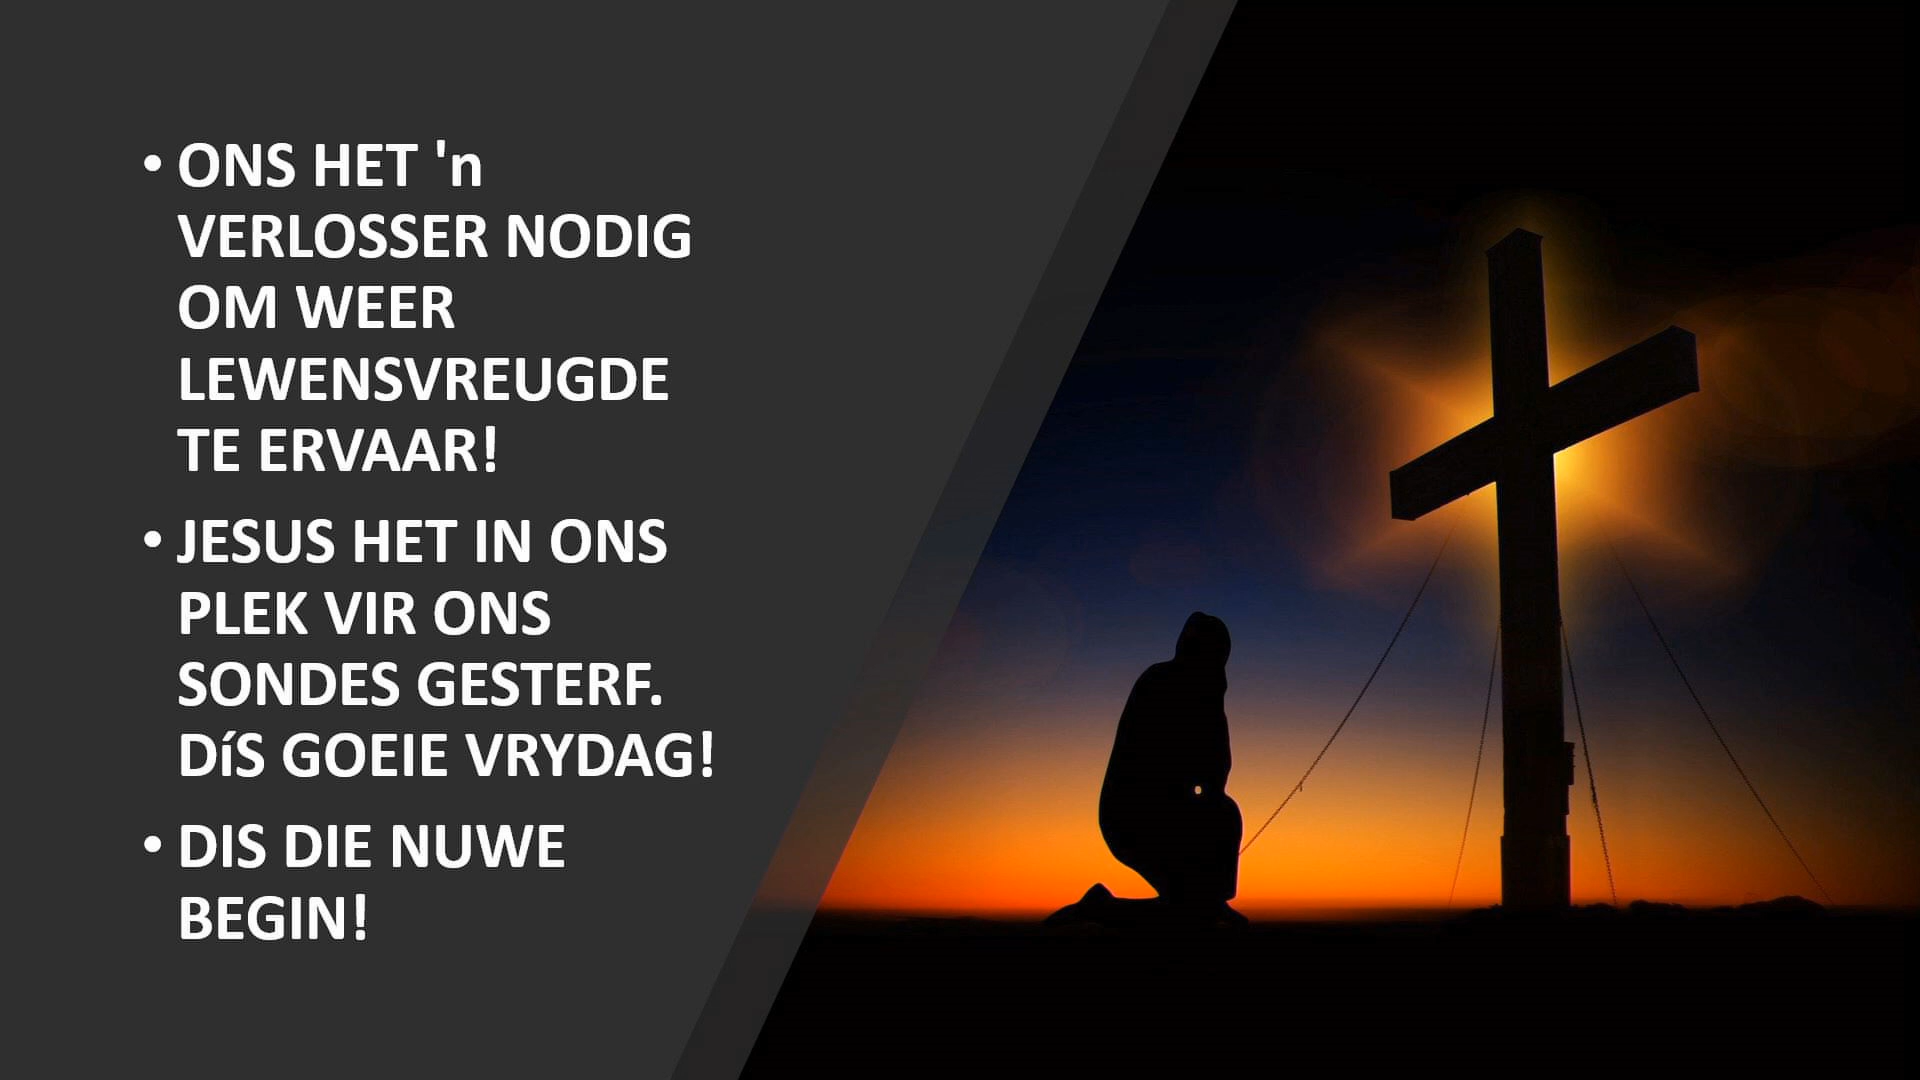 • ONS HET 'n
VERLOSSER NODIG
OM WEER
LEWENSVREUGDE
TE ERVAAR!
• JESUS HET IN ONS
PLEK VIR ONS
SONDES GESTERF.
DíS GOEIE VRYDAG!
• DIS DIE NUWE
BEGIN!